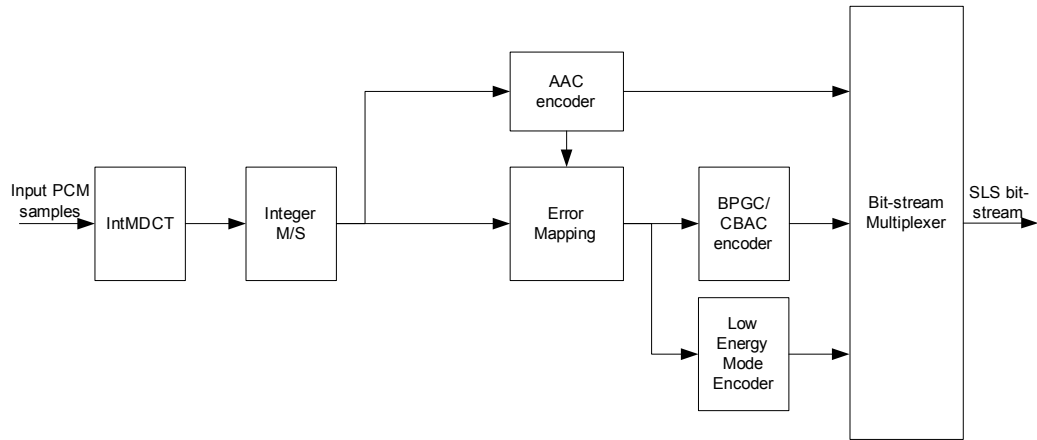 Input PCM
samples
IntMDCT
Integer
M/S
AAC
encoder
Error
Mapping
BPGC/
CBAC
encoder
Low
Energy
Mode
Encoder
Bit-stream
Multiplexer
SLS bit-
stream